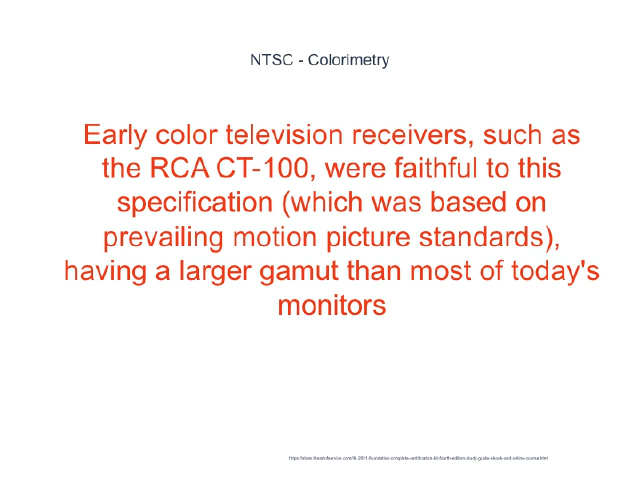 NTSC - Colorimetry
Early color television receivers, such as
the RCA CT-100, were faithful to this
specification (which was based on
prevailing motion picture standards),
having a larger gamut than most of today's
monitors